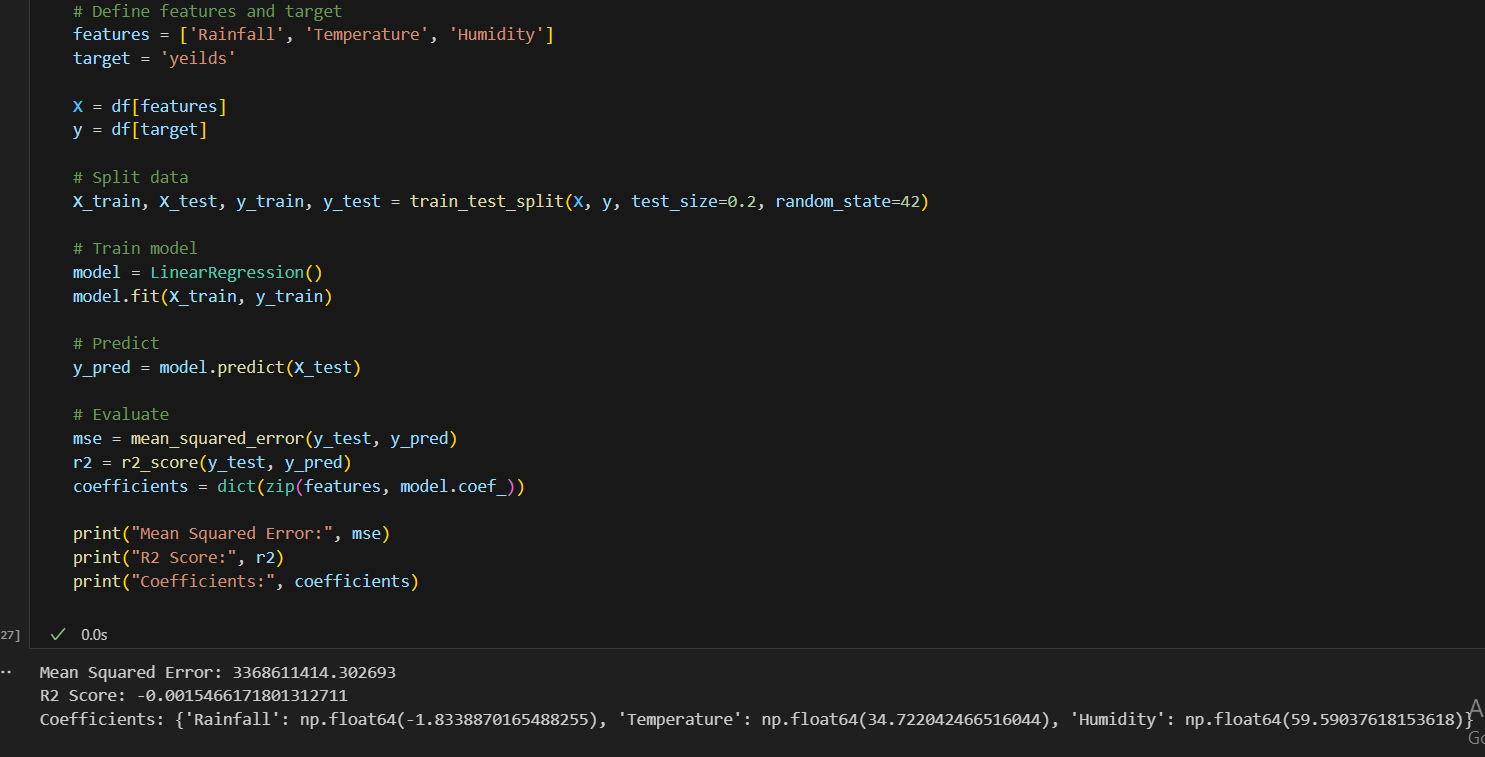 # Define features and target
features = ['Rainfall', 'Temperature', 'Humidity']
target = 'yeilds'
X = df[features]
y = df[target]
# Split data
X_train, X_test, y_train, y_test = train_test_split(X, y, test_size=0.2, random_state=42)
# Train model
model = LinearRegression()
model.fit(X_train, y_train)
# Predict
y_pred = model.predict(X_test)
# Evaluate
mse = mean_squared_error(y_test, y_pred)
r2 = r2_score(y_test, y_pred)
coefficients = dict(zip(features, model.coef_))
print("Mean Squared Error:", mse)
print("R2 Score:", r2)
print("Coefficients:", coefficients)
27] ✓ 0.0s
Mean Squared Error: 3368611414.302693
R2 Score: -0.0015466171801312711
Coefficients: {'Rainfall': np.float64(-1.8338870165488255), 'Temperature': np.float64(34.722042466516044), 'Humidity': np.float64(59.59037618153618)}